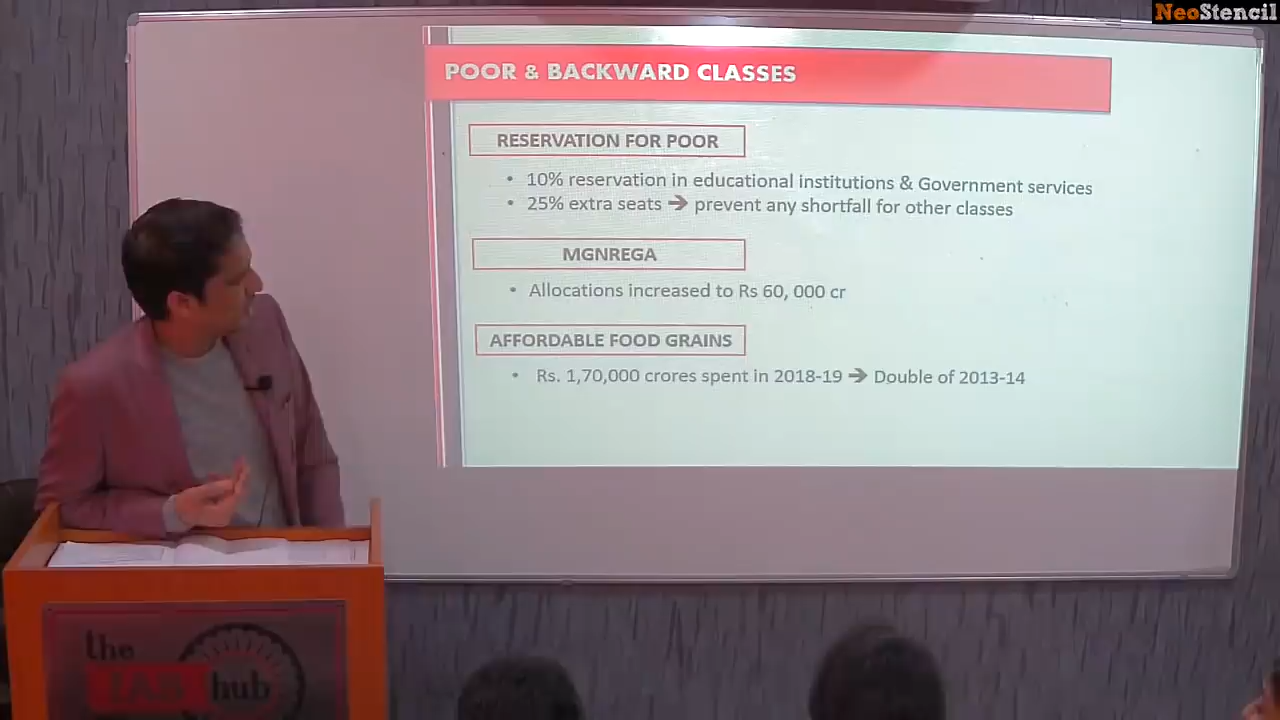 NeoStencil
POOR & BACKWARD CLASSES
RESERVATION FOR POOR
• 10% reservation in educational institutions & Government services
• 25% extra seats ➔ prevent any shortfall for other classes
MGNREGA
• Allocations increased to Rs 60, 000 cr
AFFORDABLE FOOD GRAINS
• Rs. 1,70,000 crores spent in 2018-19 ➔ Double of 2013-14
the
IAS hub